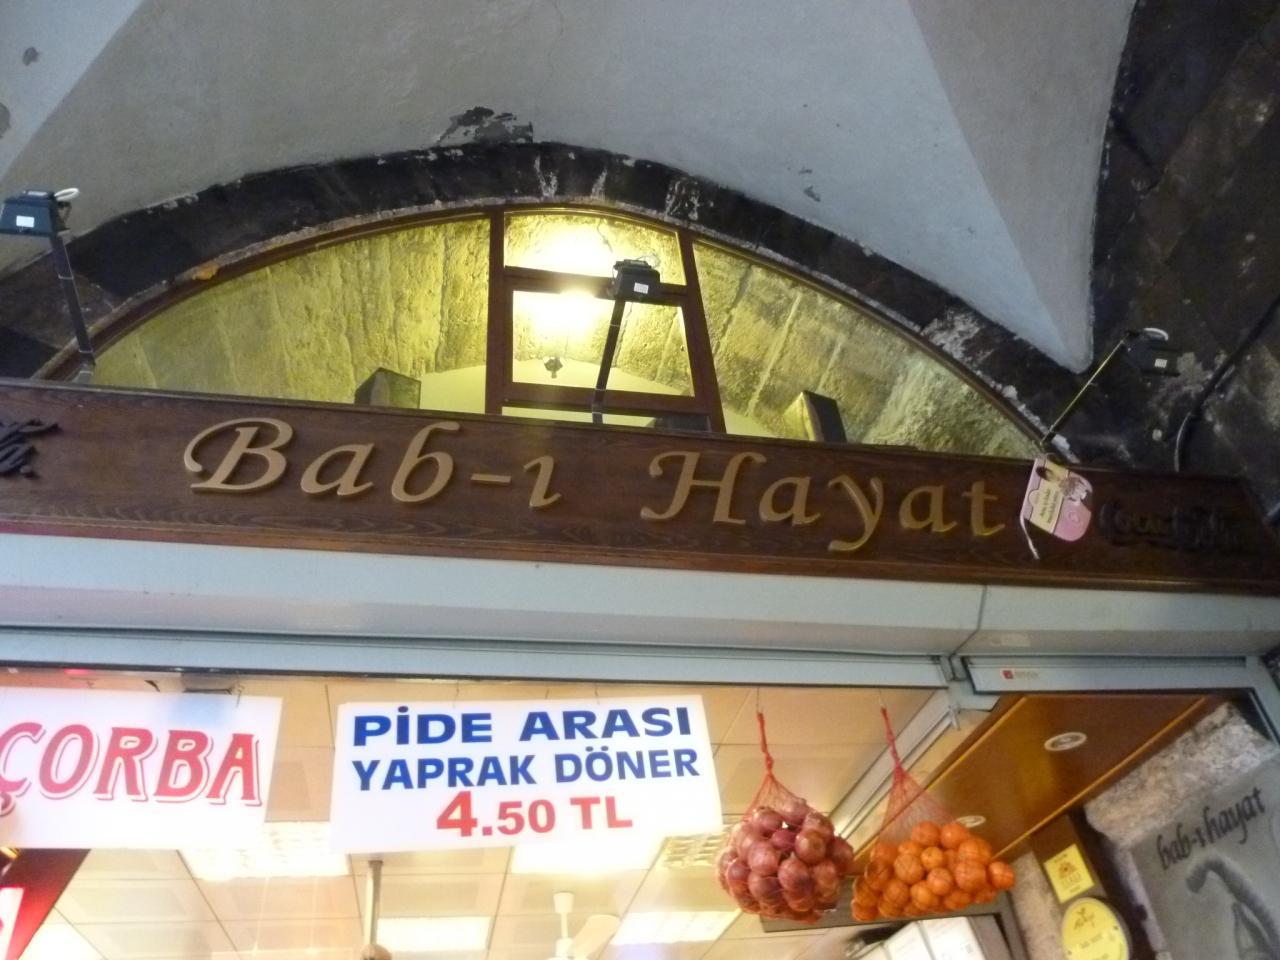 Bab-ı Hayat
ÇORBA
PİDE ARASI
YAPRAK DÖNER
4.50 TL
bab-ı hayat